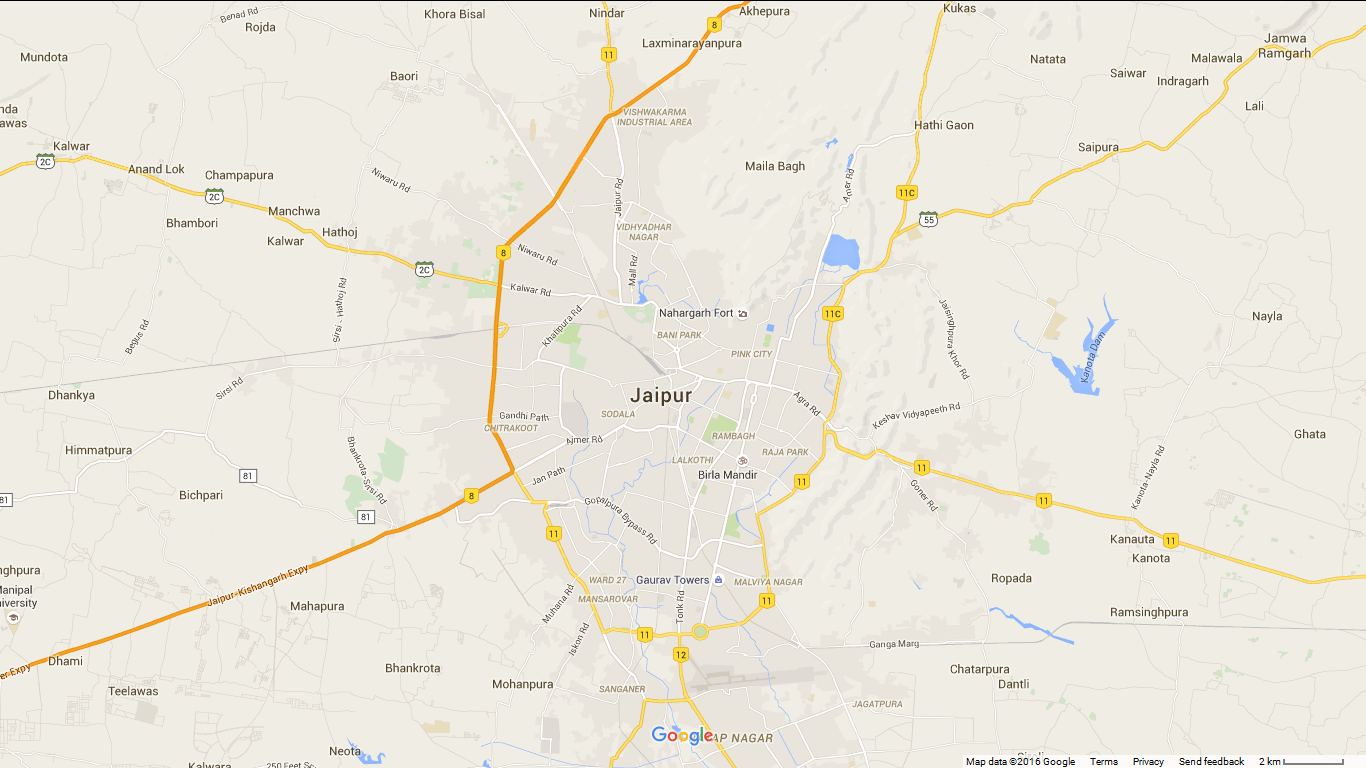 Benad Rd
Khora Bisal
Nindar
Akhepura
Kukas
Rojda
8
Laxminarayanpura
11
Jamwa
Ramgarh
Mundota
Natata
Malawala
Saiwar
Indragarh
Baori
Lali
nda
awas
VISHWAKARMA
INDUSTRIAL AREA
Hathi Gaon
Kalwar
Saipura
2C
Anand Lok
Maila Bagh
Champapura
Niwaru Rd
Amer Rd
Jaipur Rd
11C
2C
Manchwa
Bhambori
55
Hathoj
Kalwar
VIDHYADHAR
NAGAR
8
Niwaru Rd
2C
Mall Rd
Kalwar Rd
Sirsi - Hathoj Rd
Nahargarh Fort
11C
Nayla
Khatipura Rd
BANI PARK
Begus Rd
Jaisinghpura Khor Rd
Kanota Dam
PINK CITY
Sirsi Rd
Dhankya
Jaipur
Agra Rd
SODALA
Gandhi Path
CHITRAKOOT
Keshav Vidyapeeth Rd
RAMBAGH
Ghata
Ajmer Rd
Himmatpura
RAJA PARK
LALKOTHI
Bhankrota-Sirsi Rd
11
Birla Mandir
81
Jan Path
11
Kanota-Nayla Rd
Bichpari
8
81
Goner Rd
11
81
Gopalpura Bypass Rd
11
Kanauta
11
Kanota
nghpura
Jaipur-Kishangarh Expy
WARD 27
Gaurav Towers
MALVIYA NAGAR
Ropada
Manipal
University
Mahapura
Muhana Rd
MANSAROVAR
11
Tonk Rd
Ramsinghpura
11
Iskon Rd
Ganga Marg
12
er Expy
Dhami
Bhankrota
Chatarpura
Dantli
Mohanpura
SANGANER
Teelawas
JAGATPURA
Google
AP NAGAR
Neota
Kalwara
250 Feet Sc
Map data ©2016 Google
Terms
Privacy
Send feedback
2 km